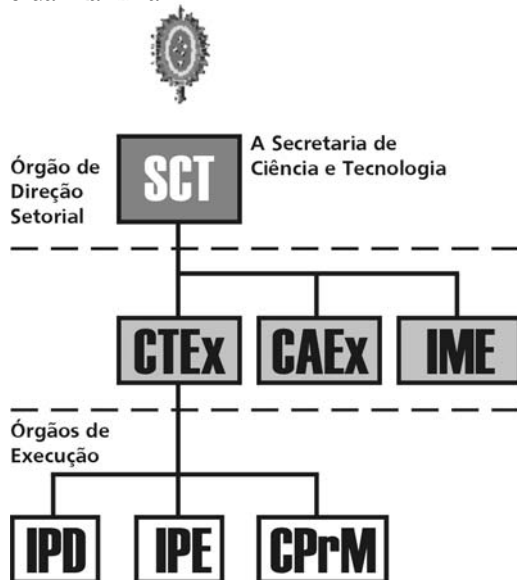 Órgão de
Direção
Setorial
SCT
A Secretaria de
Ciência e Tecnologia
CTEx
CAEx
IME
Órgãos de
Execução
IPD
IPE
CPrM